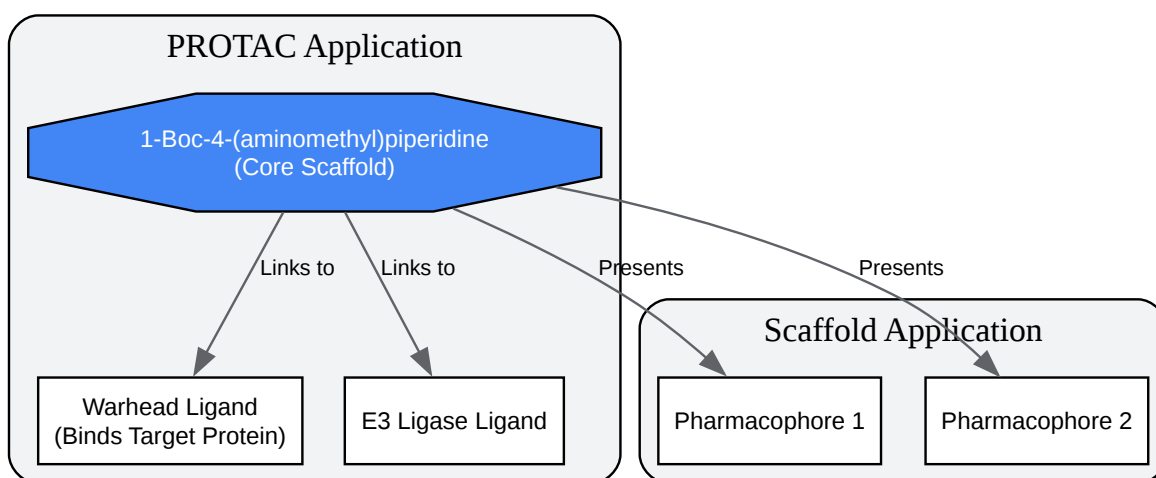 PROTAC Application
1-Boc-4-(aminomethyl)piperidine
(Core Scaffold)
Links to
Links to
Presents
Presents
Scaffold Application
Warhead Ligand
(Binds Target Protein)
E3 Ligase Ligand
Pharmacophore 1
Pharmacophore 2